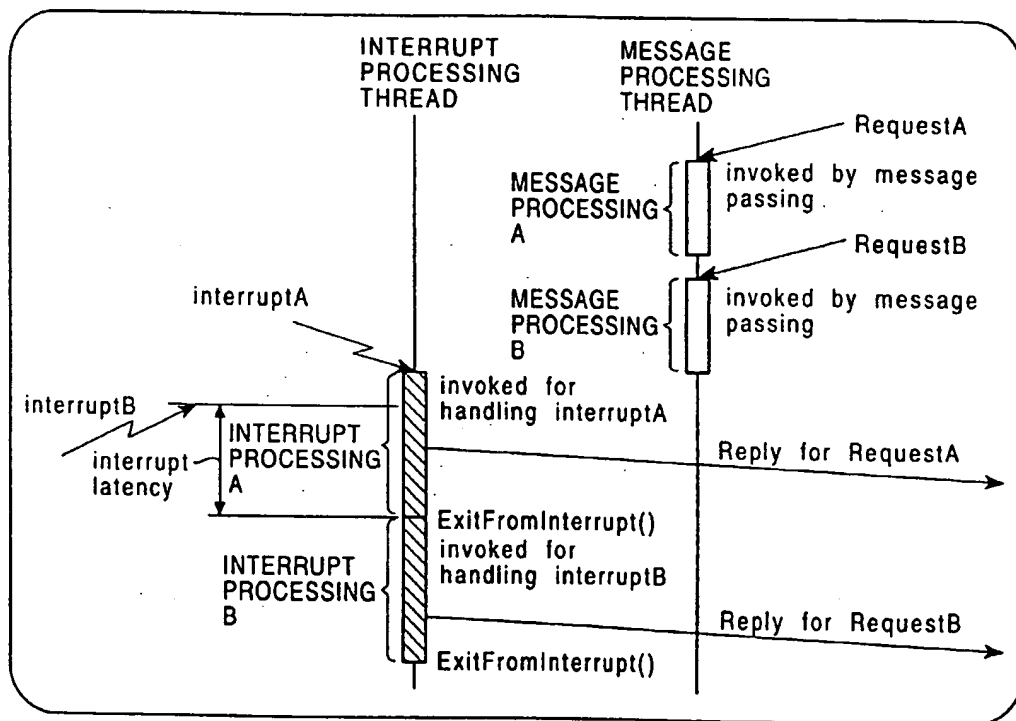 INTERRUPT
PROCESSING
THREAD
MESSAGE
PROCESSING
THREAD
RequestA
MESSAGE
PROCESSING
A
invoked by message
passing
RequestB
MESSAGE
PROCESSING
B
invoked by message
passing
interruptA
invoked for
handling interruptA
interruptB
interrupt
latency
INTERRUPT
PROCESSING
A
Reply for RequestA
ExitFromInterrupt()
invoked for
handling interruptB
INTERRUPT
PROCESSING
B
Reply for RequestB
ExitFromInterrupt()